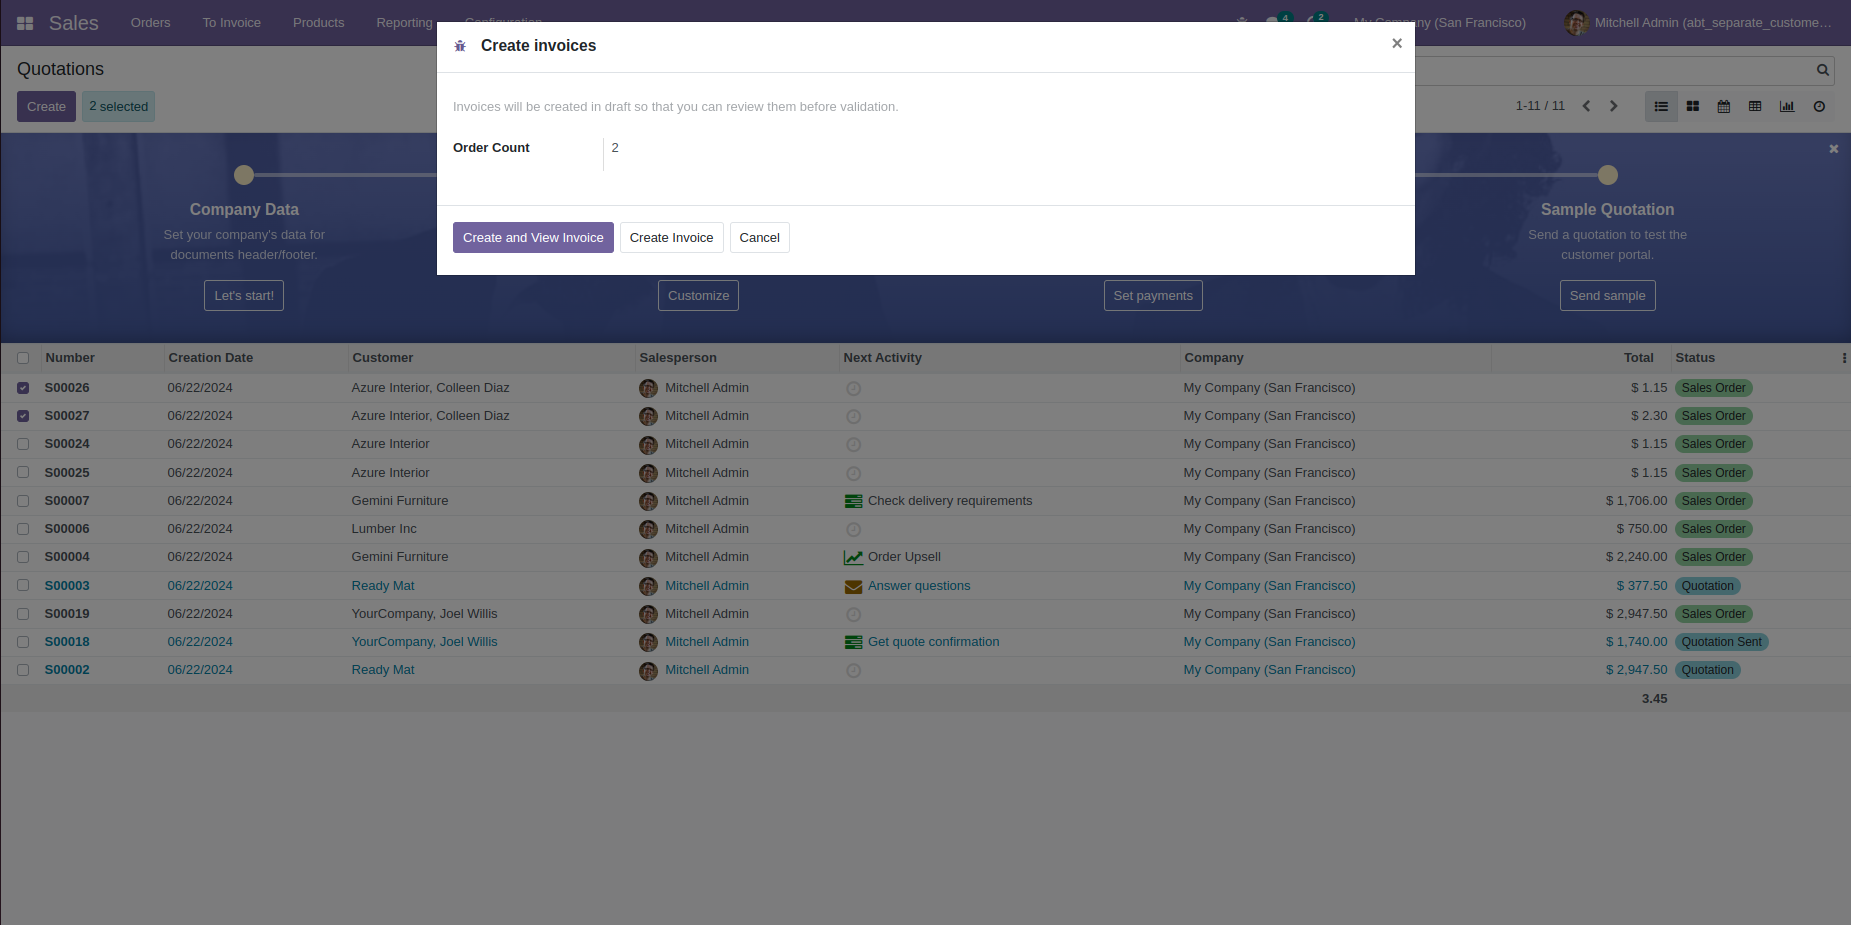 Sales Orders To Invoice Products Reporting Configuration 4 2 My Company (San Francisco) Mitchell Admin (abt_separate_custome...
Create invoices ×
Quotations
Create 2 selected
1-11 / 11
Invoices will be created in draft so that you can review them before validation.
Order Count 2
Create and View Invoice Create Invoice Cancel
Company Data
Set your company's data for
documents header/footer.
Let's start!
Customize
Set payments
Sample Quotation
Send a quotation to test the
customer portal.
Send sample
Number Creation Date Customer Salesperson Next Activity Company Total Status
S00026 06/22/2024 Azure Interior, Colleen Diaz Mitchell Admin My Company (San Francisco) $ 1.15 Sales Order
S00027 06/22/2024 Azure Interior, Colleen Diaz Mitchell Admin My Company (San Francisco) $ 2.30 Sales Order
S00024 06/22/2024 Azure Interior Mitchell Admin My Company (San Francisco) $ 1.15 Sales Order
S00025 06/22/2024 Azure Interior Mitchell Admin My Company (San Francisco) $ 1.15 Sales Order
S00007 06/22/2024 Gemini Furniture Mitchell Admin Check delivery requirements My Company (San Francisco) $ 1,706.00 Sales Order
S00006 06/22/2024 Lumber Inc Mitchell Admin My Company (San Francisco) $ 750.00 Sales Order
S00004 06/22/2024 Gemini Furniture Mitchell Admin Order Upsell My Company (San Francisco) $ 2,240.00 Sales Order
S00003 06/22/2024 Ready Mat Mitchell Admin Answer questions My Company (San Francisco) $ 377.50 Quotation
S00019 06/22/2024 YourCompany, Joel Willis Mitchell Admin My Company (San Francisco) $ 2,947.50 Sales Order
S00018 06/22/2024 YourCompany, Joel Willis Mitchell Admin Get quote confirmation My Company (San Francisco) $ 1,740.00 Quotation Sent
S00002 06/22/2024 Ready Mat Mitchell Admin My Company (San Francisco) $ 2,947.50 Quotation
3.45